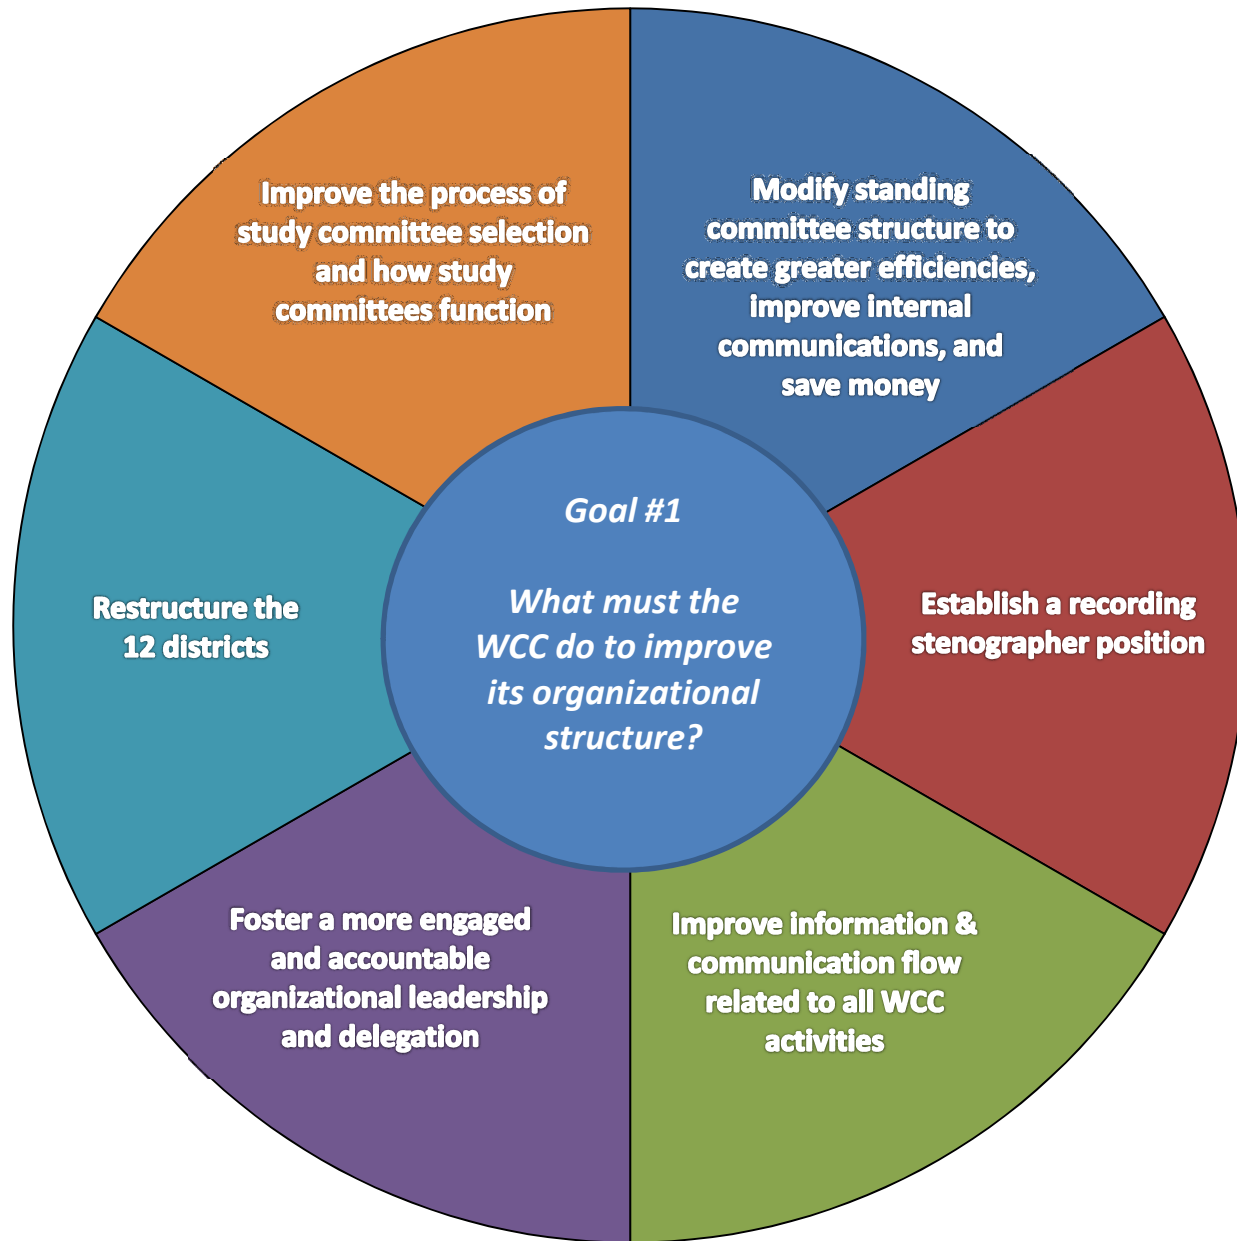 Improve the process of
study committee selection
and how study
committees function
Modify standing
committee structure to
create greater efficiencies,
improve internal
communications, and
save money
Goal #1
What must the
WCC do to improve
its organizational
structure?
Restructure the
12 districts
Establish a recording
stenographer position
Foster a more engaged
and accountable
organizational leadership
and delegation
Improve information &
communication flow
related to all WCC
activities